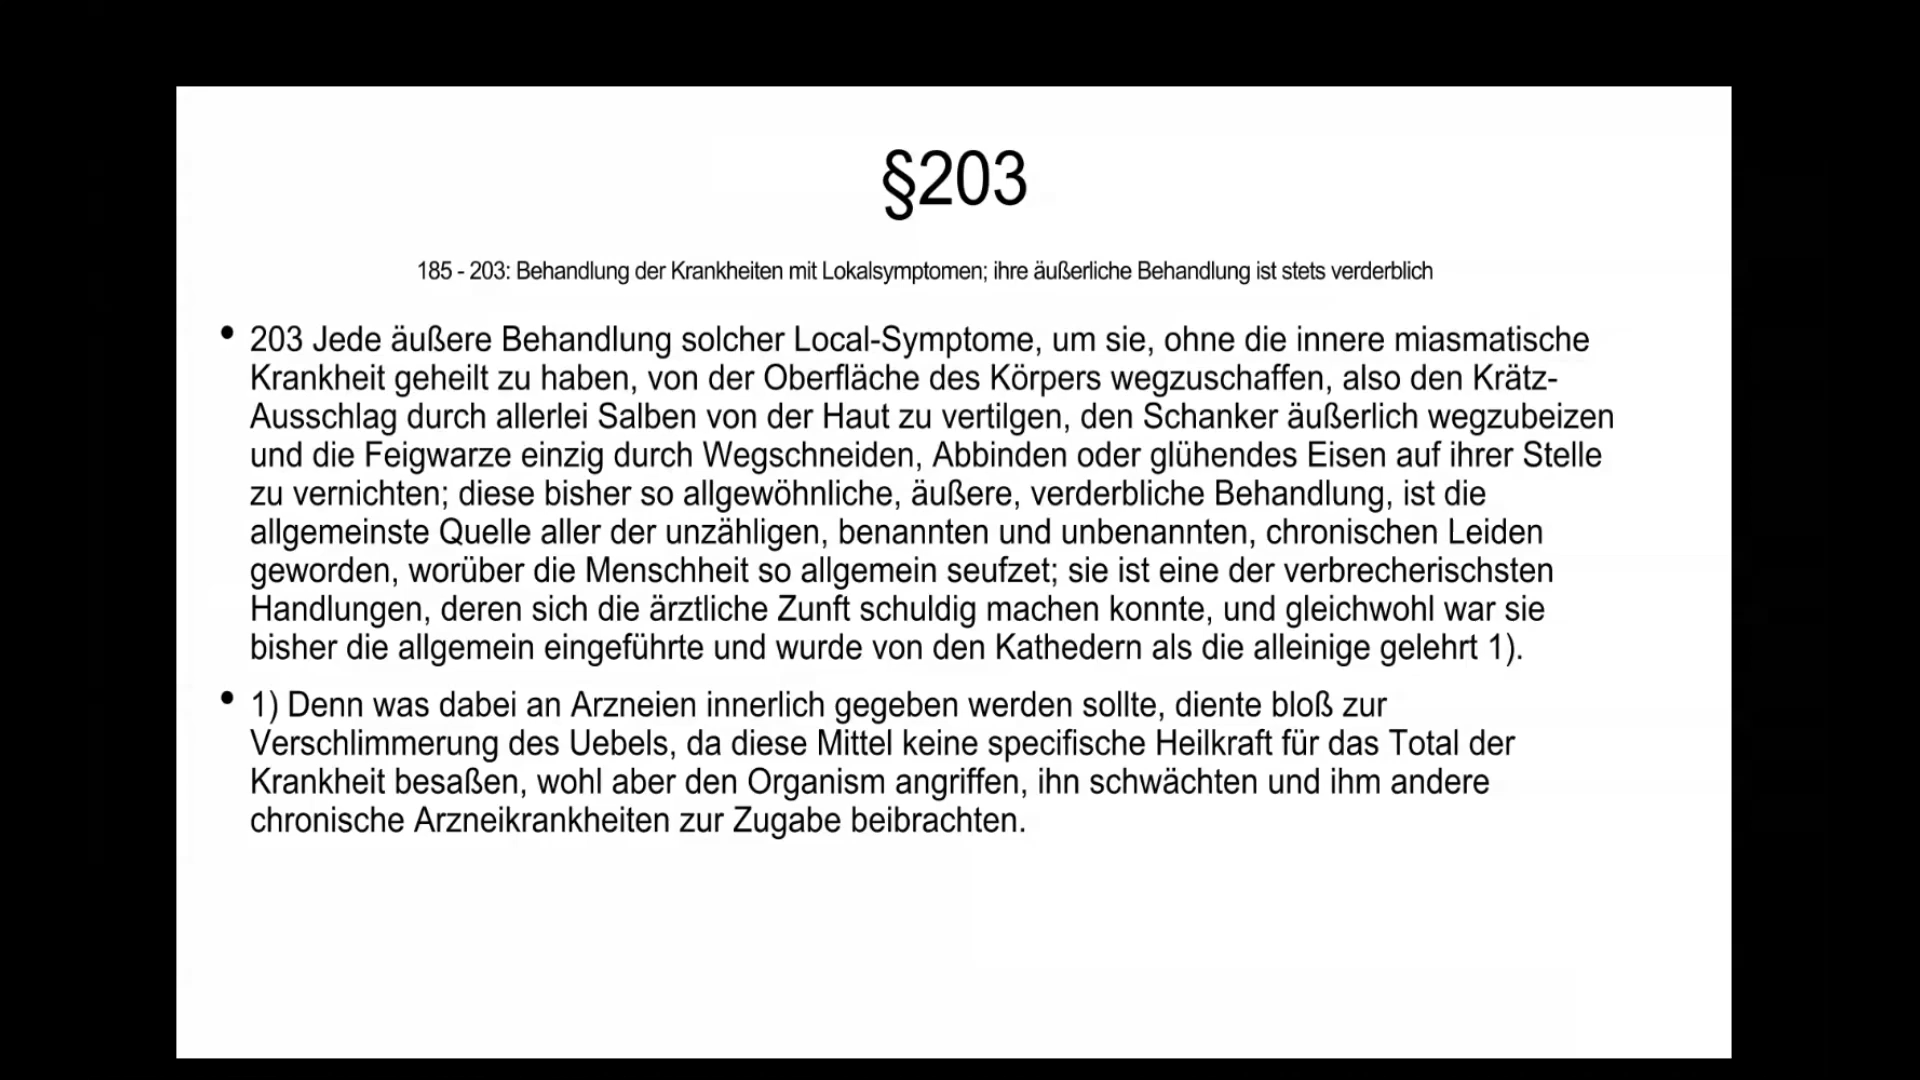 §203
185 - 203: Behandlung der Krankheiten mit Lokalsymptomen; ihre äußerliche Behandlung ist stets verderblich
• 203 Jede äußere Behandlung solcher Local-Symptome, um sie, ohne die innere miasmatische
Krankheit geheilt zu haben, von der Oberfläche des Körpers wegzuschaffen, also den Krätz-
Ausschlag durch allerlei Salben von der Haut zu vertilgen, den Schanker äußerlich wegzubeizen
und die Feigwarze einzig durch Wegschneiden, Abbinden oder glühendes Eisen auf ihrer Stelle
zu vernichten; diese bisher so allgewöhnliche, äußere, verderbliche Behandlung, ist die
allgemeinste Quelle aller der unzähligen, benannten und unbenannten, chronischen Leiden
geworden, worüber die Menschheit so allgemein seufzet; sie ist eine der verbrecherischsten
Handlungen, deren sich die ärztliche Zunft schuldig machen konnte, und gleichwohl war sie
bisher die allgemein eingeführte und wurde von den Kathedern als die alleinige gelehrt 1).
• 1) Denn was dabei an Arzneien innerlich gegeben werden sollte, diente bloß zur
Verschlimmerung des Uebels, da diese Mittel keine specifische Heilkraft für das Total der
Krankheit besaßen, wohl aber den Organism angriffen, ihn schwächten und ihm andere
chronische Arzneikrankheiten zur Zugabe beibrachten.